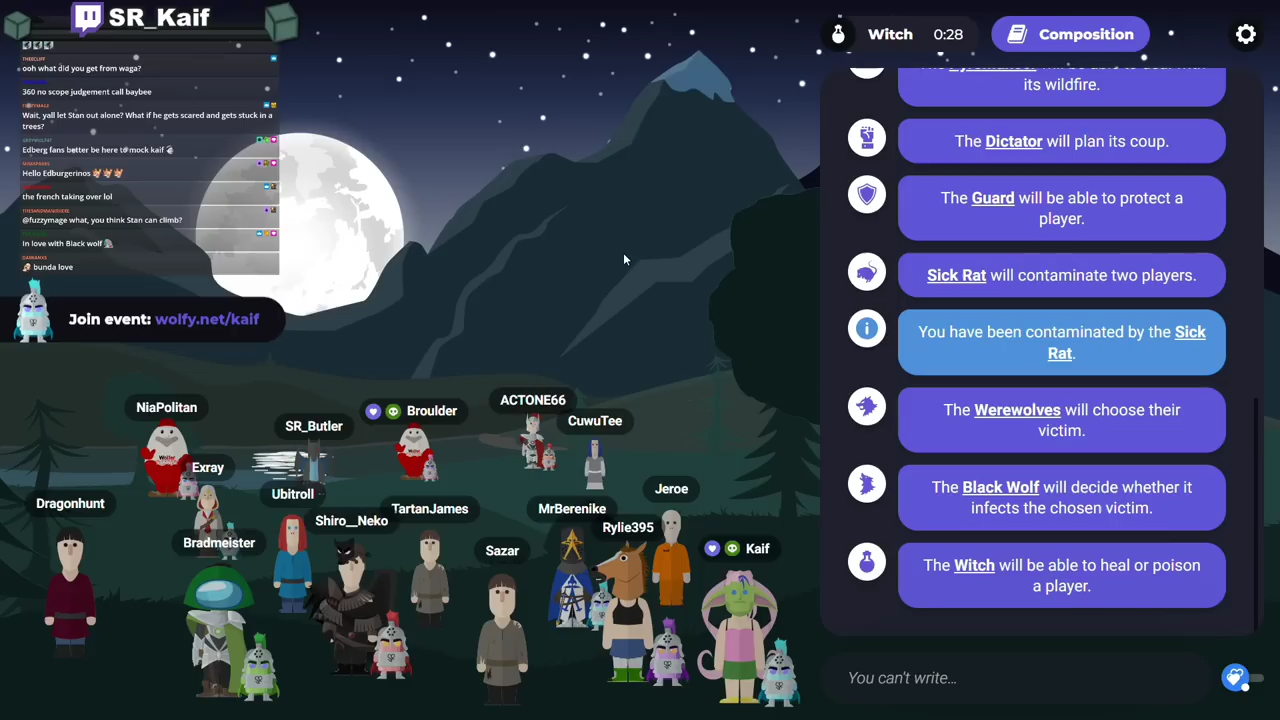 SR_Kaif
ooh what did you get from waga?
360 no scope judgement call baybee
Wait, yall let Stan out alone? What if he gets scared and gets stuck in a
trees?
Edberg fans better be here to mock kaif
Hello Edburgerinos
the french taking over lol
@fuzzymage what, you think Stan can climb?
In love with Black wolf
bunda love
Join event: wolfy.net/kaif
Witch 0:28
Composition
its wildfire.
The Dictator will plan its coup.
The Guard will be able to protect a
player.
Sick Rat will contaminate two players.
You have been contaminated by the Sick
Rat.
The Werewolves will choose their
victim.
The Black Wolf will decide whether it
infects the chosen victim.
The Witch will be able to heal or poison
a player.
You can't write...
NiaPolitan
SR_Butler
Broulder
ACTONE66
CuwuTee
Exray
Dragonhunt
Ubitroll
Jeroe
Bradmeister
Shiro__Neko
TartanJames
MrBerenike
Rylie395
Sazar
Kaif